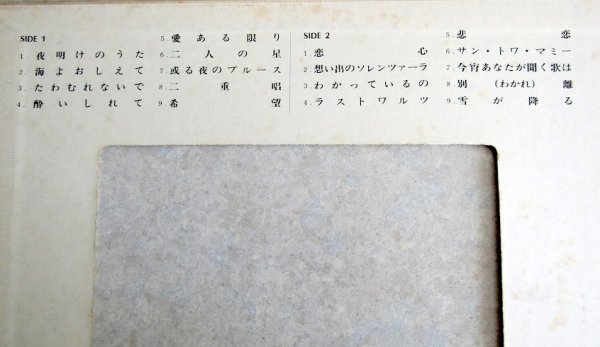 SIDE 1
1. 夜明けのうた
2. 海よおしえて
3. たわむれないで
4. 酔いしれて
5. 愛ある限り
6. 二人の星
7. 或る夜のブルース
8. 二重唱
9. 希望
SIDE 2
1. 恋心
2. 想い出のソレンツァーラ
3. わかっているの
4. ラストワルツ
5. 悲恋
6. サン・トワ・マミー
7. 今宵あなたが聞く歌は
8. 別(わかれ)離
9. 雪が降る